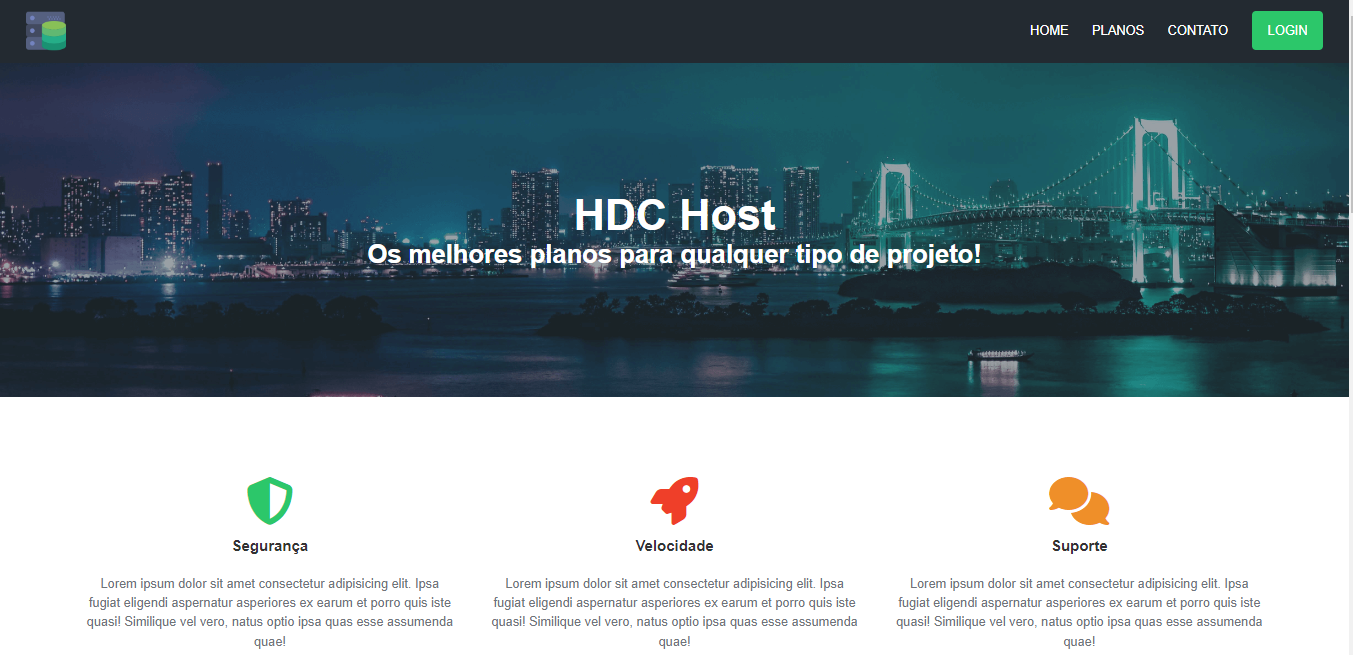 HOME PLANOS CONTATO LOGIN
HDC Host
Os melhores planos para qualquer tipo de projeto!
Segurança
Lorem ipsum dolor sit amet consectetur adipisicing elit. Ipsa
fugiat eligendi aspernatur asperiores ex earum et porro quis iste
quasi! Similique vel vero, natus optio ipsa quas esse assumenda
quae!
Velocidade
Lorem ipsum dolor sit amet consectetur adipisicing elit. Ipsa
fugiat eligendi aspernatur asperiores ex earum et porro quis iste
quasi! Similique vel vero, natus optio ipsa quas esse assumenda
quae!
Suporte
Lorem ipsum dolor sit amet consectetur adipisicing elit. Ipsa
fugiat eligendi aspernatur asperiores ex earum et porro quis iste
quasi! Similique vel vero, natus optio ipsa quas esse assumenda
quae!